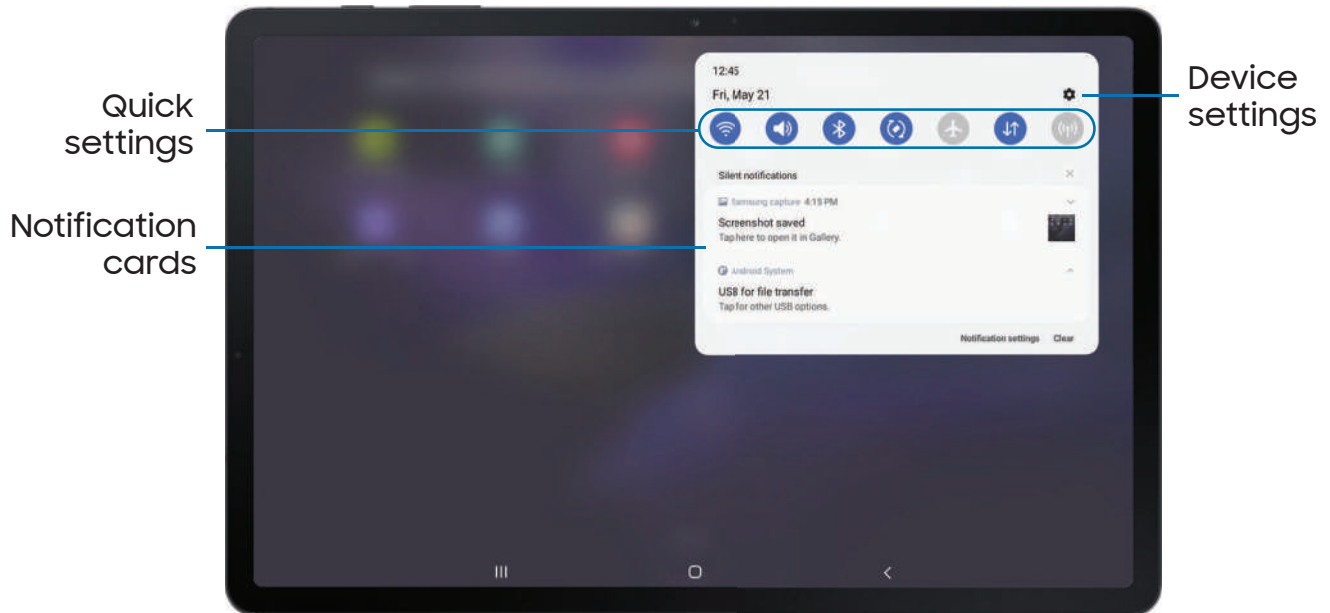 Quick
settings
Notification
cards
12:45
Fri, May 21
Silent notifications
Samsung capture 4:15 PM
Screenshot saved
Tap here to open it in Gallery.
Android System
USB for file transfer
Tap for other USB options.
Notification settings Clear
Device
settings